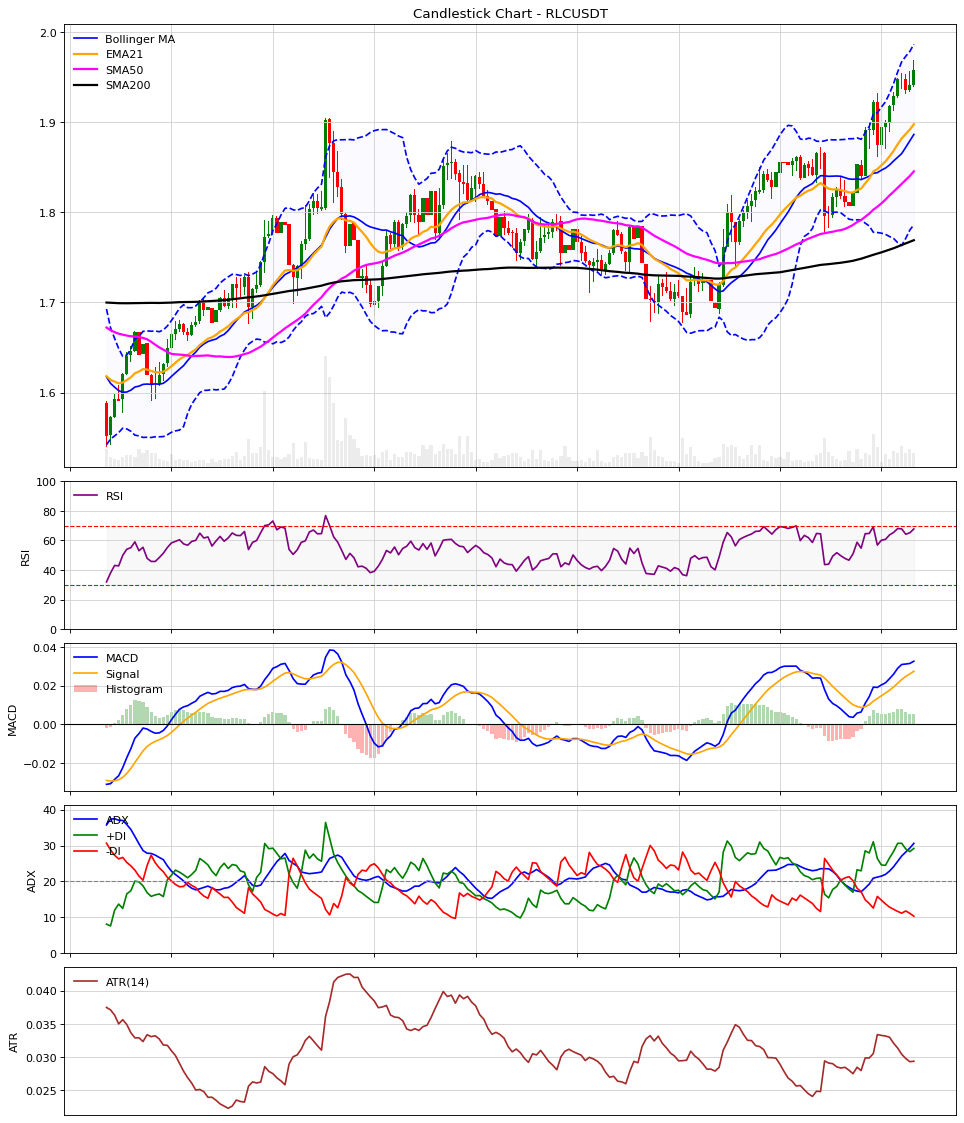 Candlestick Chart - RLCUSDT
2.0
1.9
1.8
1.7
1.6
Bollinger MA
EMA21
SMA50
SMA200
100
80
60
40
20
0
RSI
RSI
0.04
0.02
0.00
−0.02
MACD
MACD
Signal
Histogram
40
30
20
10
0
ADX
ADX
+DI
-DI
0.040
0.035
0.030
0.025
ATR
ATR(14)